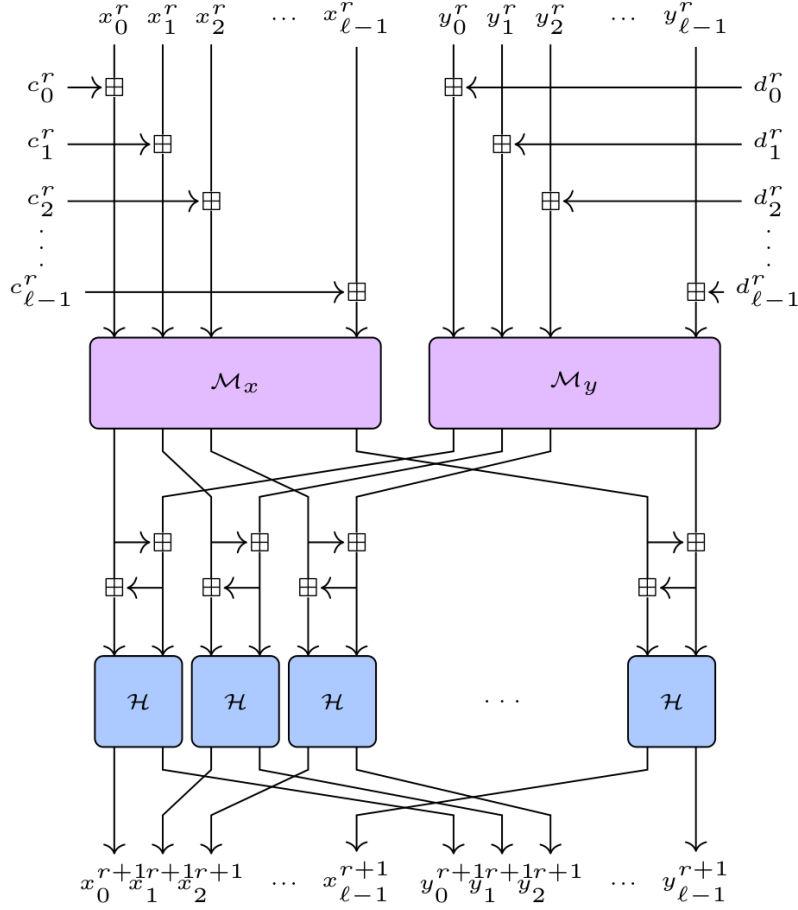 x_0^r x_1^r x_2^r ... x_{ℓ−1}^r y_0^r y_1^r y_2^r ... y_{ℓ−1}^r
c_0^r d_0^r
c_1^r d_1^r
c_2^r d_2^r
⋮ ⋮
c_{ℓ−1}^r d_{ℓ−1}^r
ℳ_x ℳ_y
ℋ ℋ ℋ ... ℋ
x_0^{r+1} x_1^{r+1} x_2^{r+1} ... x_{ℓ−1}^{r+1} y_0^{r+1} y_1^{r+1} y_2^{r+1} ... y_{ℓ−1}^{r+1}